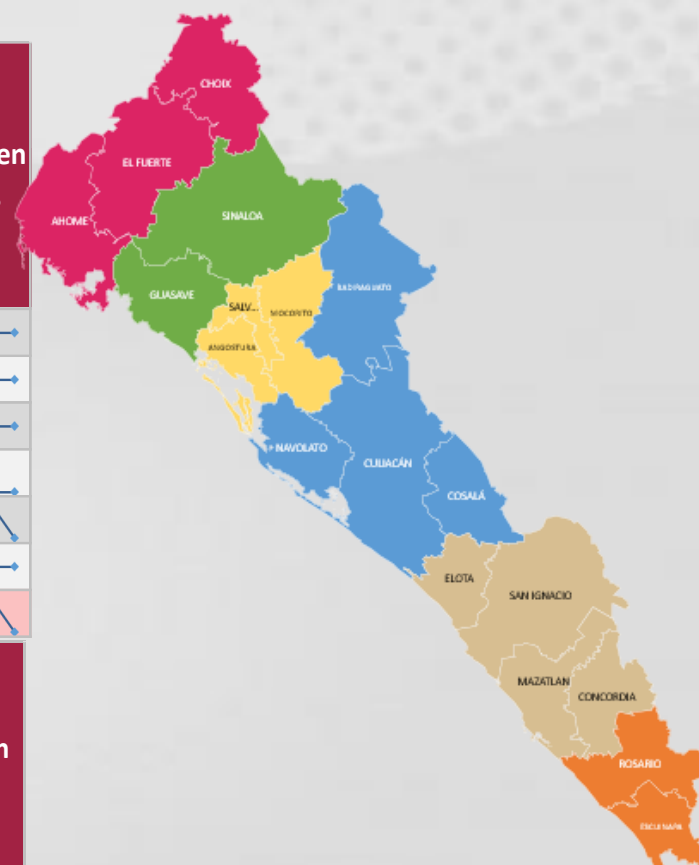 en
CHOIX
EL FUERTE
AHOME
SINALOA
GUASAVE
SALV...
MOCORITO
BADIRAGUATO
ANGOSTURA
NAVOLATO
CULIACÁN
COSALÁ
ELOTA
SAN IGNACIO
MAZATLAN
CONCORDIA
n
ROSARIO
ESCUINAPA